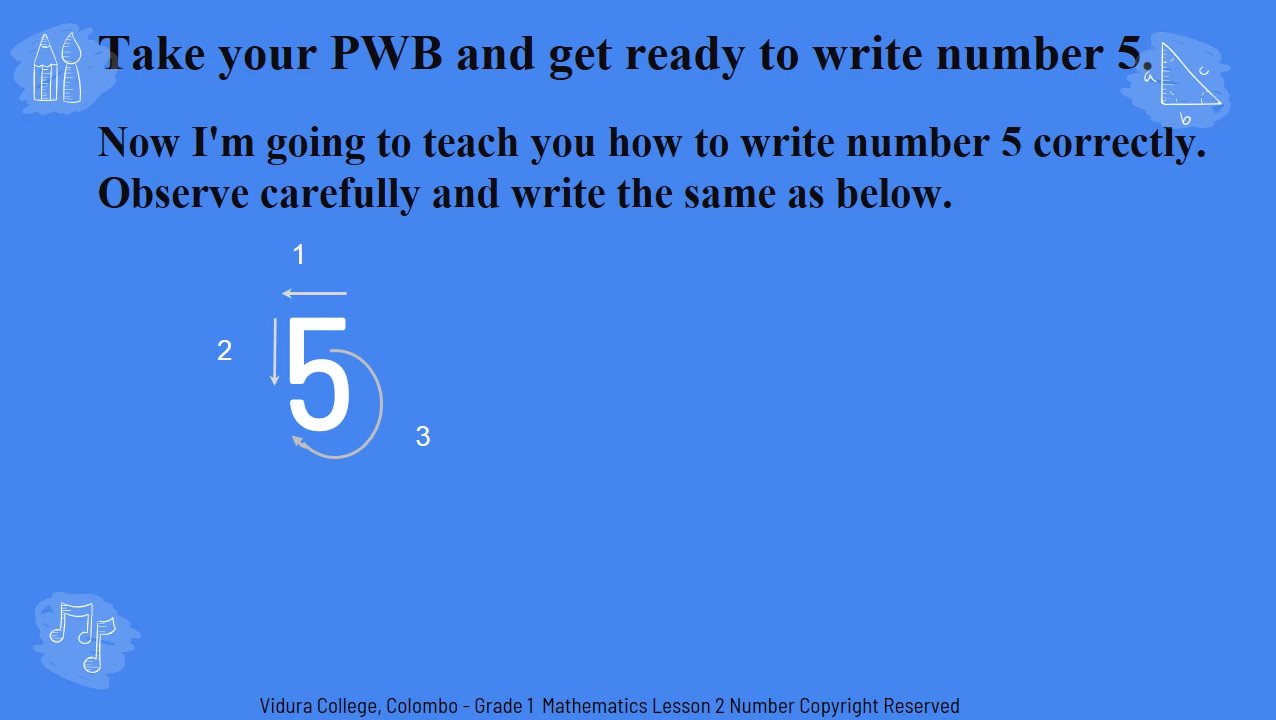 Take your PWB and get ready to write number 5.
a
c
b
Now I'm going to teach you how to write number 5 correctly.
Observe carefully and write the same as below.
1
2
5
3
Vidura College, Colombo - Grade 1 Mathematics Lesson 2 Number Copyright Reserved